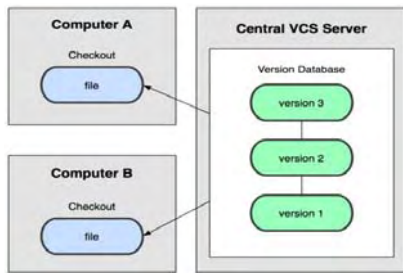 Computer A
Checkout
file
Computer B
Checkout
file
Central VCS Server
Version Database
version 3
version 2
version 1